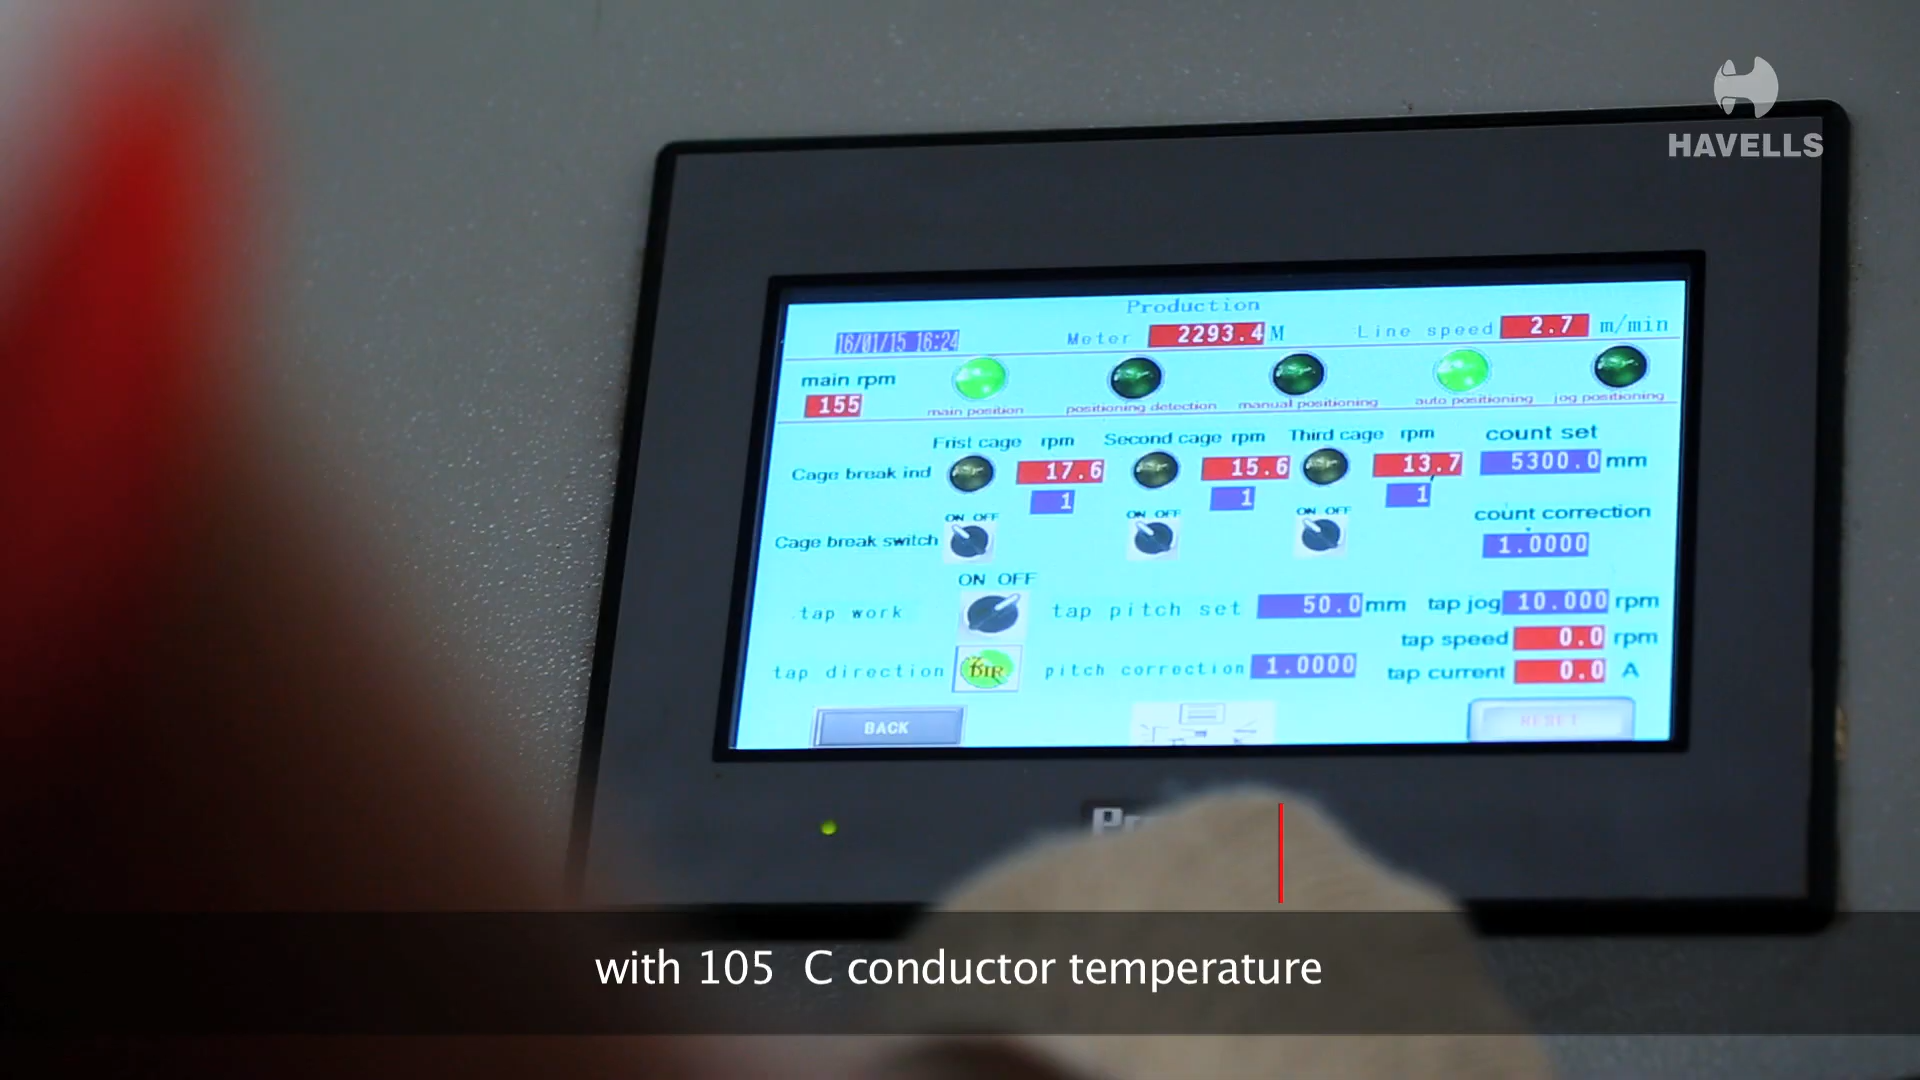 HAVELLS
Production
16/01/15 16:24 Meter 2293.4 M Line speed 2.7 m/min
main rpm
155
main position positioning detection manual positioning auto positioning jog positioning
Frist cage rpm Second cage rpm Third cage rpm count set
Cage break ind 17.6 15.6 13.7 5300.0 mm
1 1 1
ON OFF ON OFF ON OFF count correction
Cage break switch 1.0000
ON OFF
tap work tap pitch set 50.0 mm tap jog 10.000 rpm
tap speed 0.0 rpm
tap direction DIR pitch correction 1.0000 tap current 0.0 A
BACK RESET
with 105 C conductor temperature